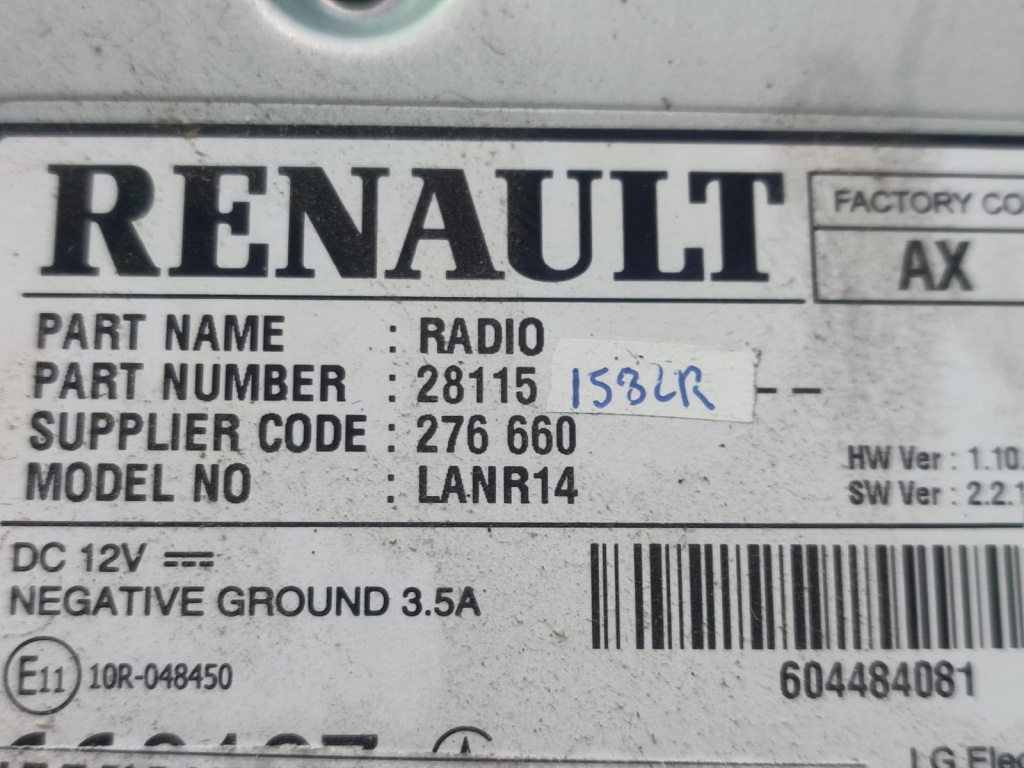 RENAULT
FACTORY CO
AX
PART NAME : RADIO
PART NUMBER : 28115 1582R --
SUPPLIER CODE : 276 660
MODEL NO : LANR14
HW Ver : 1.10
SW Ver : 2.2.1
DC 12V
NEGATIVE GROUND 3.5A
E11 10R-048450
604484081
LG Elec